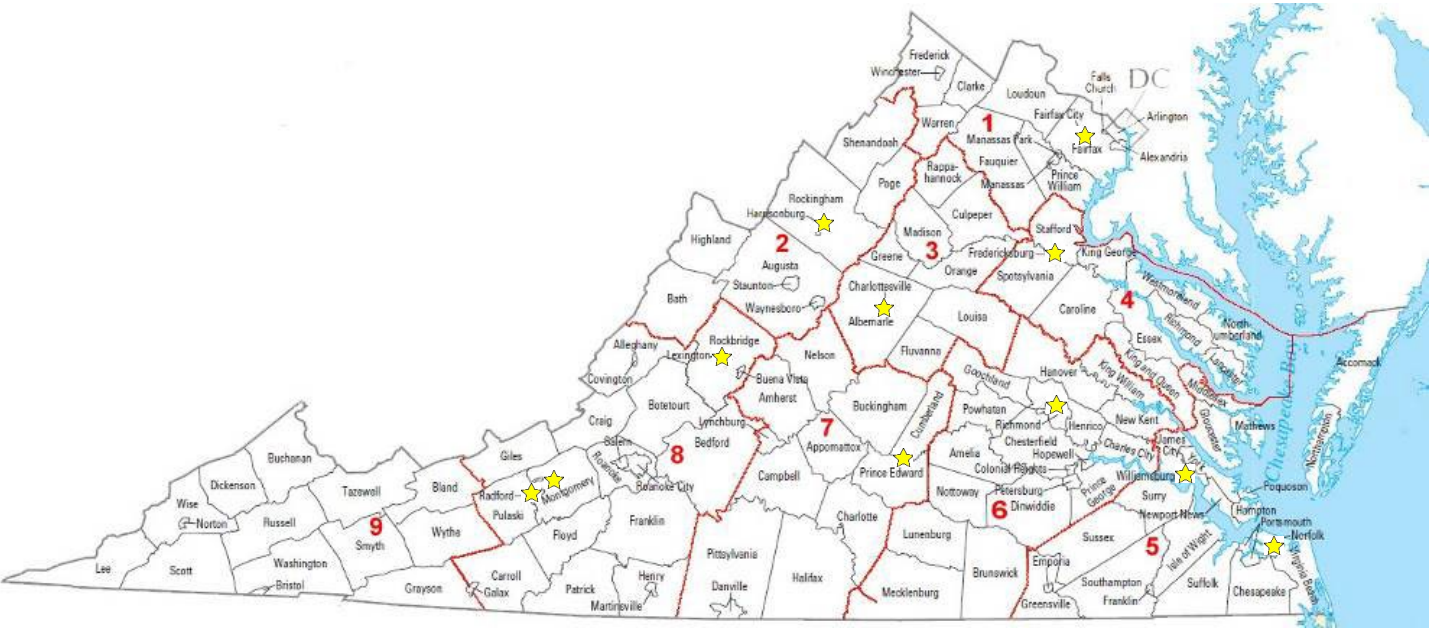 Frederick
Winchester
Clarke
Loudoun
Falls
Church
DC
Fairfax City
Arlington
Warren
1
Manassas Park
Fairfax
Alexandria
Shenandoah
Fauquier
Rappa-
hannock
Manassas
Prince
William
Page
Rockingham
Harrisonburg
Culpeper
Stafford
Highland
2
Madison
3
Fredericksburg
King George
Greene
Augusta
Orange
Spotsylvania
Staunton
Charlottesville
Westmoreland
4
Bath
Waynesboro
Albemarle
Louisa
Caroline
Richmond
North-
umberland
Essex
Alleghany
Rockbridge
Lexington
Nelson
Fluvanna
Lancaster
King and Queen
Accomack
Covington
Buena Vista
Goochland
Hanover
King William
Middlesex
Chesapeake Bay
Amherst
Botetourt
Buckingham
Cumberland
Powhatan
Craig
Lynchburg
7
Richmond
Henrico
New Kent
Gloucester
Mathews
Northampton
Salem
Bedford
8
Appomattox
Amelia
Chesterfield
Hopewell
Charles City
James
City
York
Buchanan
Giles
Roanoke
Roanoke City
Campbell
Prince Edward
Colonial Heights
Williamsburg
Dickenson
Tazewell
Bland
Radford
Montgomery
Nottoway
Petersburg
Prince
George
Surry
Poquoson
Wise
Norton
Pulaski
6
Dinwiddie
Newport News
Hampton
Russell
9
Smyth
Wythe
Floyd
Franklin
Charlotte
Lunenburg
Sussex
5
Isle of Wight
Portsmouth
Norfolk
Virginia Beach
Lee
Scott
Washington
Bristol
Grayson
Carroll
Galax
Patrick
Henry
Martinsville
Pittsylvania
Danville
Halifax
Mecklenburg
Brunswick
Emporia
Greensville
Southampton
Franklin
Suffolk
Chesapeake